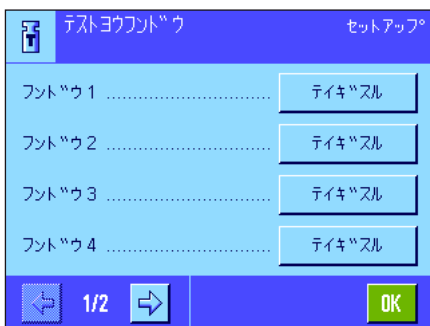 テストヨウフンドウ セットアップ
フンドウ 1 ............................ テイギスル
フンドウ 2 ............................ テイギスル
フンドウ 3 ............................ テイギスル
フンドウ 4 ............................ テイギスル
1/2 OK